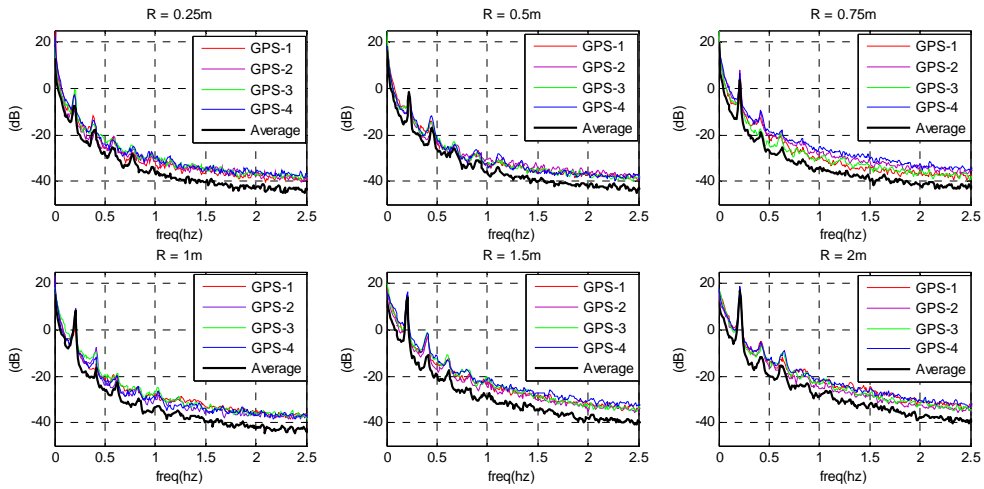 R = 0.25m R = 0.5m R = 0.75m
20
0
-20
-40
(dB)
0 0.5 1 1.5 2 2.5
freq(hz)
GPS-1
GPS-2
GPS-3
GPS-4
Average
20
0
-20
-40
(dB)
0 0.5 1 1.5 2 2.5
freq(hz)
GPS-1
GPS-2
GPS-3
GPS-4
Average
20
0
-20
-40
(dB)
0 0.5 1 1.5 2 2.5
freq(hz)
GPS-1
GPS-2
GPS-3
GPS-4
Average
R = 1m R = 1.5m R = 2m
20
0
-20
-40
(dB)
0 0.5 1 1.5 2 2.5
freq(hz)
GPS-1
GPS-2
GPS-3
GPS-4
Average
20
0
-20
-40
(dB)
0 0.5 1 1.5 2 2.5
freq(hz)
GPS-1
GPS-2
GPS-3
GPS-4
Average
20
0
-20
-40
(dB)
0 0.5 1 1.5 2 2.5
freq(hz)
GPS-1
GPS-2
GPS-3
GPS-4
Average